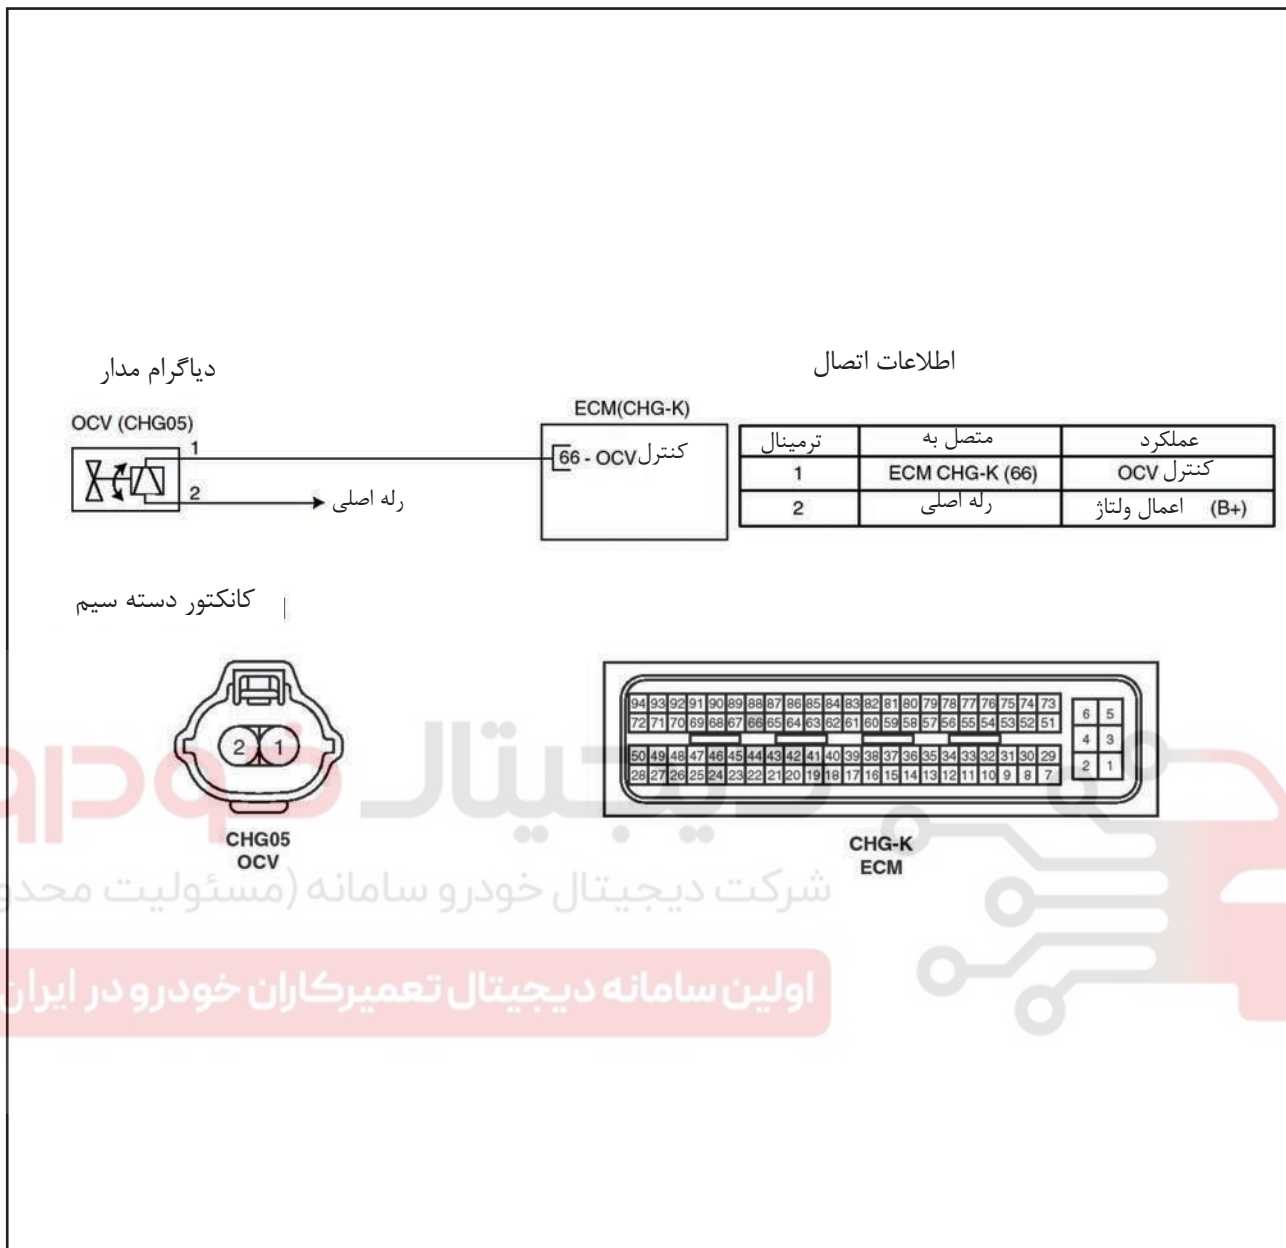 دیاگرام مدار
اطلاعات اتصال
OCV (CHG05)
1
2
رله اصلی
ECM(CHG-K)
66 - OCV کنترل
ترمینال متصل به عملکرد
1 ECM CHG-K (66) کنترل OCV
2 رله اصلی اعمال ولتاژ (B+)
کانکتور دسته سیم
2 1
CHG05
OCV
94 93 92 91 90 89 88 87 86 85 84 83 82 81 80 79 78 77 76 75 74 73
72 71 70 69 68 67 66 65 64 63 62 61 60 59 58 57 56 55 54 53 52 51
50 49 48 47 46 45 44 43 42 41 40 39 38 37 36 35 34 33 32 31 30 29
28 27 26 25 24 23 22 21 20 19 18 17 16 15 14 13 12 11 10 9 8 7
6 5
4 3
2 1
CHG-K
ECM
دیجیتال خودرو
شرکت دیجیتال خودرو سامانه (مسئولیت محدو
اولین سامانه دیجیتال تعمیرکاران خودرو در ایران